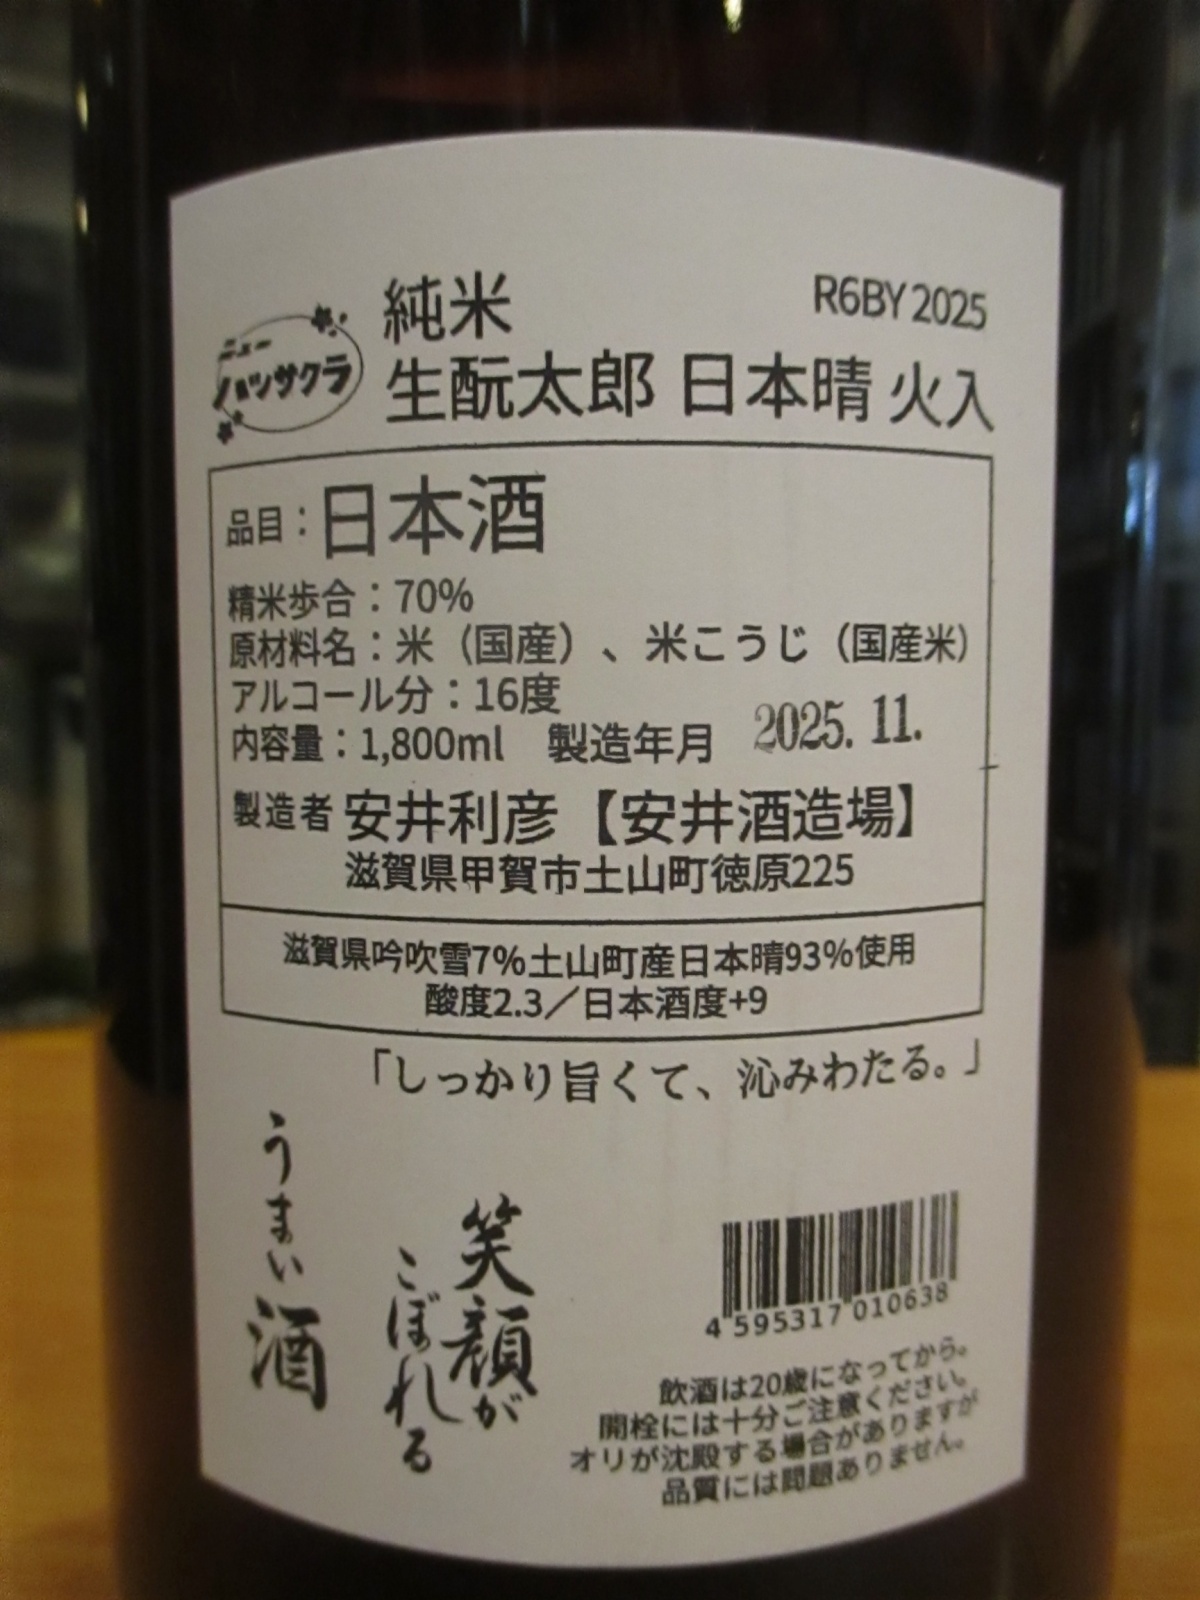 R6BY2025
ニュー
ハツサクラ
純米
生酛太郎 日本晴 火入
品目：日本酒
精米歩合：70%
原材料名：米（国産）、米こうじ（国産米）
アルコール分：16度
内容量：1,800ml 製造年月 2025. 11.
製造者 安井利彦【安井酒造場】
滋賀県甲賀市土山町徳原225
滋賀県吟吹雪7%土山町産日本晴93%使用
酸度2.3／日本酒度+9
「しっかり旨くて、沁みわたる。」
笑顔が
こぼれる
うまい酒
4 595317 010638
飲酒は20歳になってから。
開栓には十分ご注意ください。
オリが沈殿する場合がありますが
品質には問題ありません。